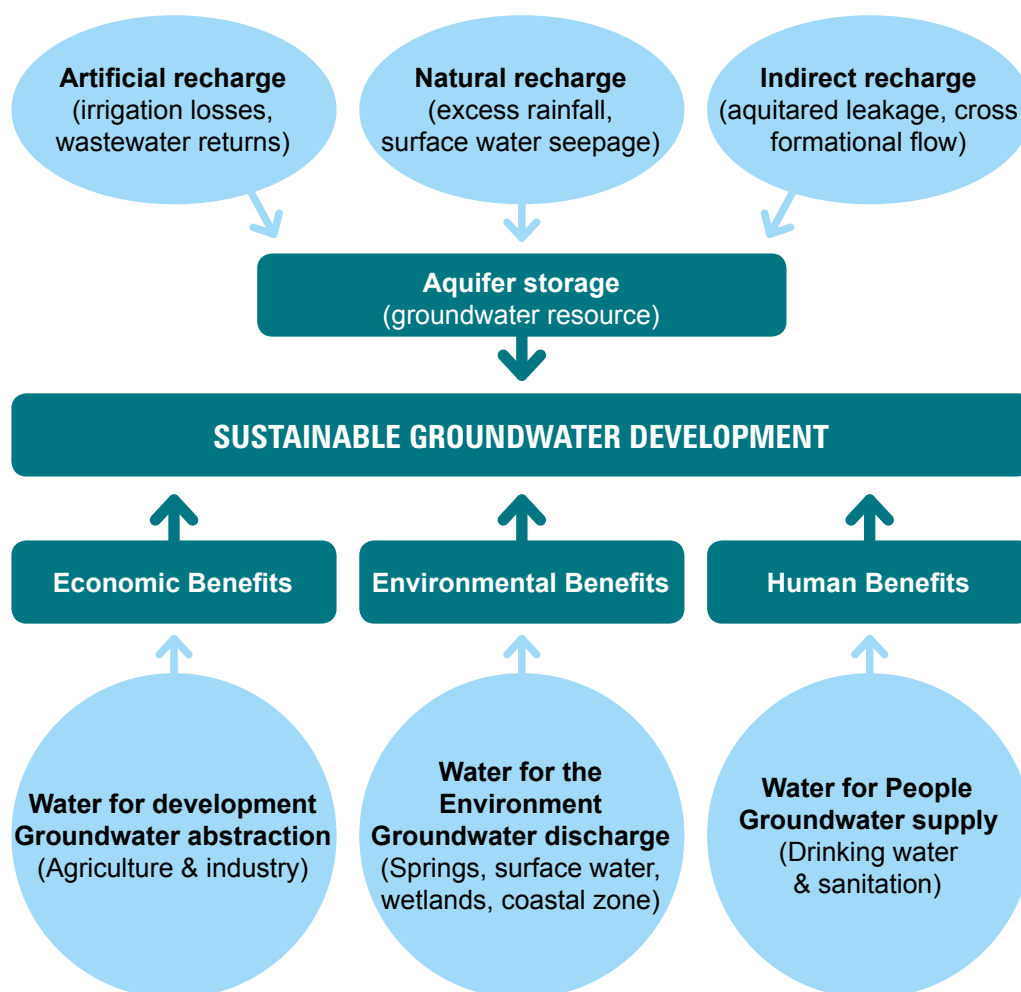 Artificial recharge
(irrigation losses,
wastewater returns)
Natural recharge
(excess rainfall,
surface water seepage)
Indirect recharge
(aquitared leakage, cross
formational flow)
Aquifer storage
(groundwater resource)
SUSTAINABLE GROUNDWATER DEVELOPMENT
Economic Benefits
Environmental Benefits
Human Benefits
Water for development
Groundwater abstraction
(Agriculture & industry)
Water for the
Environment
Groundwater discharge
(Springs, surface water,
wetlands, coastal zone)
Water for People
Groundwater supply
(Drinking water
& sanitation)